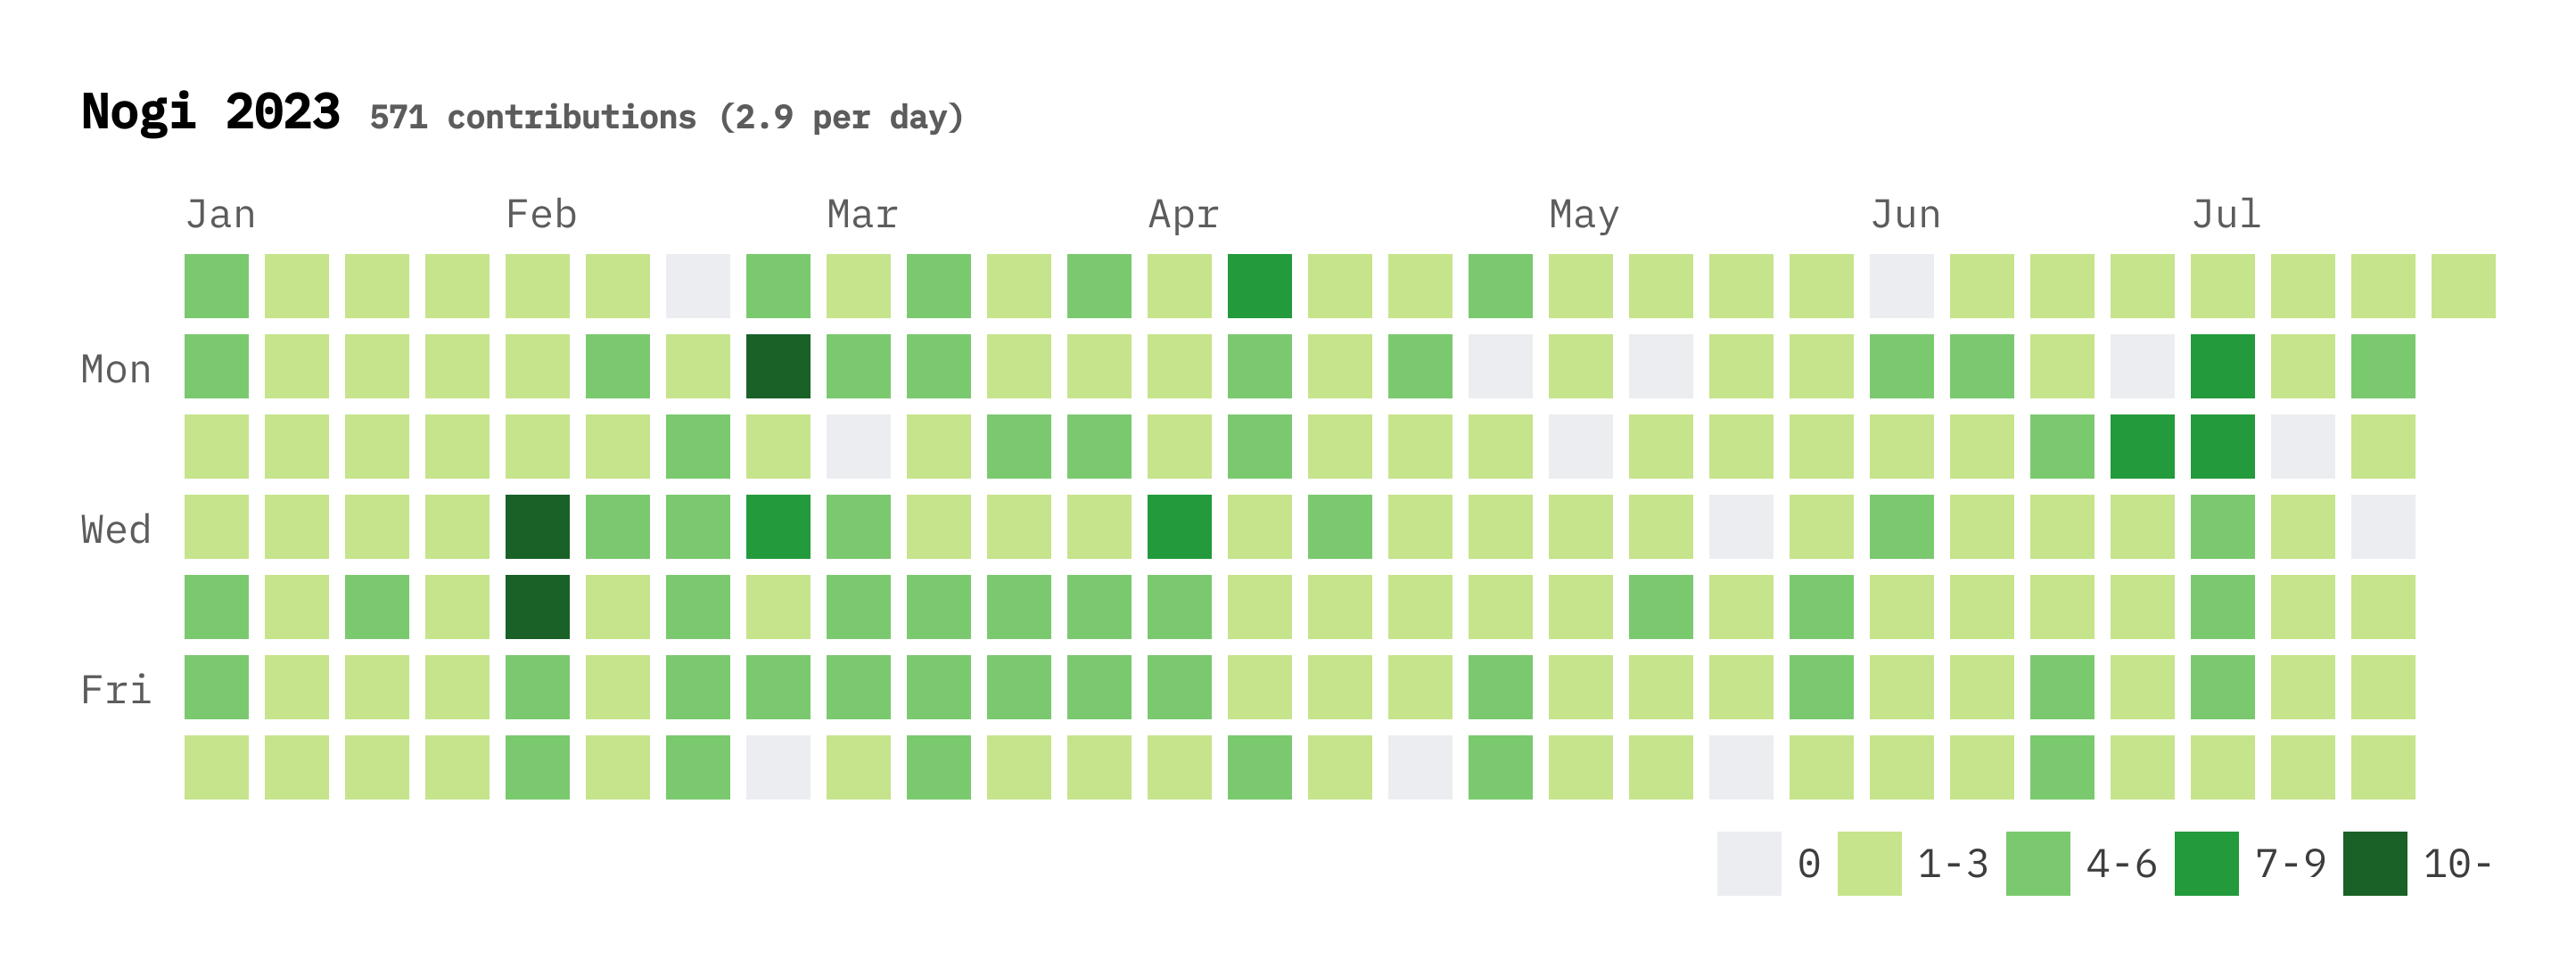 Nogi 2023 571 contributions (2.9 per day)
Jan Feb Mar Apr May Jun Jul
Mon
Wed
Fri
0 1-3 4-6 7-9 10-